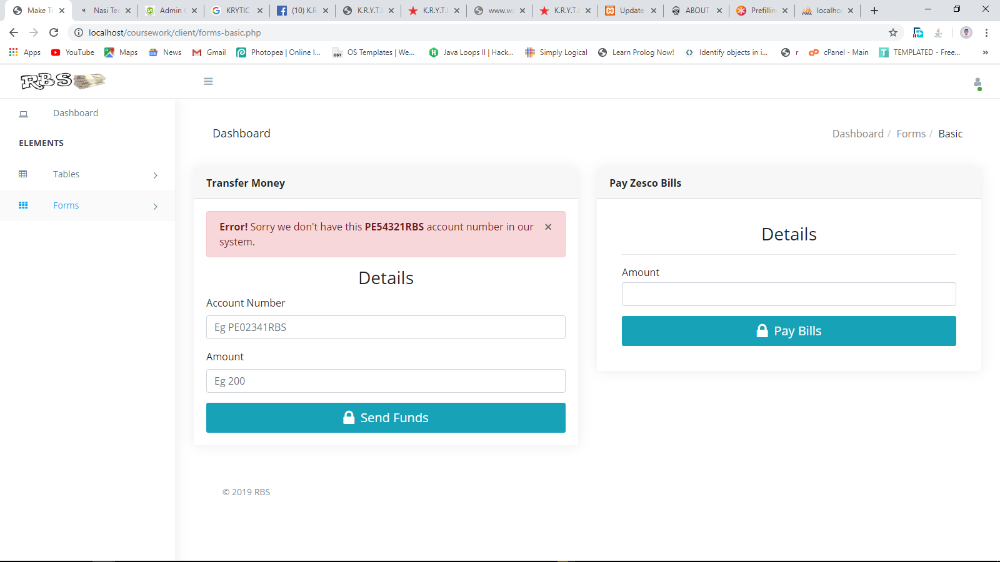 Make Tr
Nasi Tec
Admin
KRYTIC
(10) K.R
K.R.Y.T.I
K.R.Y.T.I
www.wa
K.R.Y.T.I
Update
ABOUT
Prefillin
localhos
localhost/coursework/client/forms-basic.php
Apps
YouTube
Maps
News
Gmail
Photopea | Online I...
OS Templates | We...
Java Loops II | Hack...
Simply Logical
Learn Prolog Now!
Identify objects in i...
r
cPanel - Main
TEMPLATED - Free...
»
RBS
Dashboard
ELEMENTS
Tables
Forms
Dashboard
Dashboard / Forms / Basic
Transfer Money
Error! Sorry we don't have this PE54321RBS account number in our
system.
×
Details
Account Number
Eg PE02341RBS
Amount
Eg 200
Send Funds
Pay Zesco Bills
Details
Amount
Pay Bills
© 2019 RBS